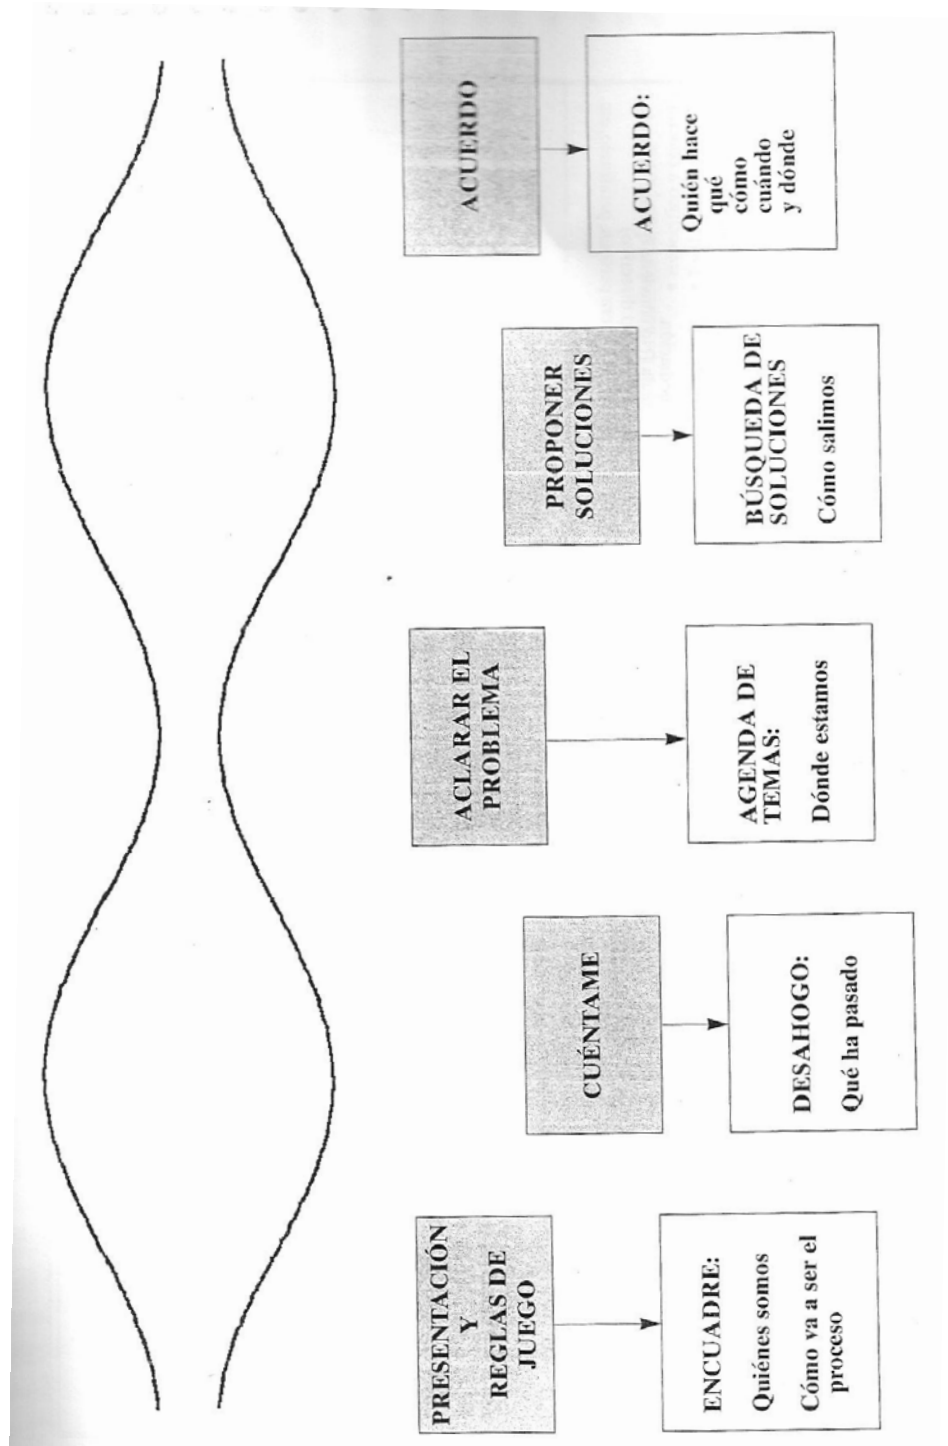 PRESENTACIÓN
Y
REGLAS DE
JUEGO
ENCUADRE:
Quiénes somos
Cómo va a ser el
proceso
CUÉNTAME
DESAHOGO:
Qué ha pasado
ACLARAR EL
PROBLEMA
AGENDA DE
TEMAS:
Dónde estamos
PROPONER
SOLUCIONES
BÚSQUEDA DE
SOLUCIONES
Cómo salimos
ACUERDO
ACUERDO:
Quién hace
qué
cómo
cuándo
y dónde